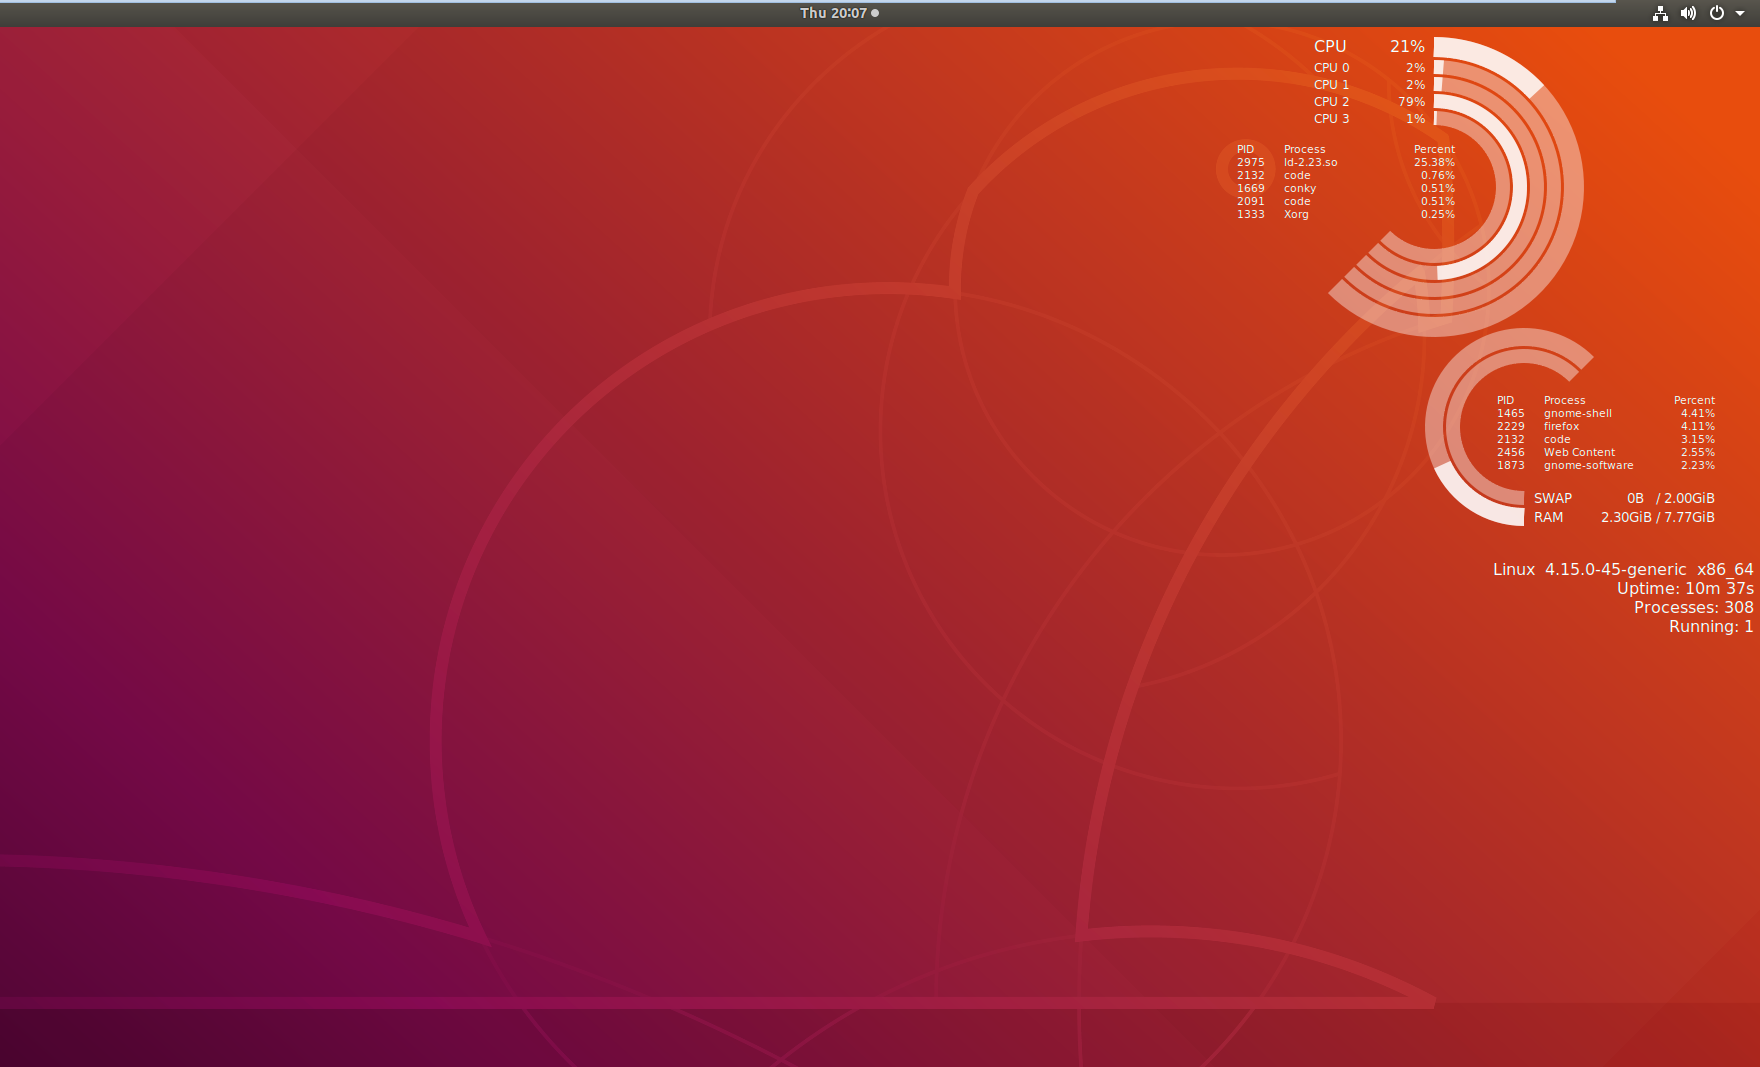 Thu 20:07
CPU 21%
CPU 0 2%
CPU 1 2%
CPU 2 79%
CPU 3 1%
PID Process Percent
2975 ld-2.23.so 25.38%
2132 code 0.76%
1669 conky 0.51%
2091 code 0.51%
1333 Xorg 0.25%
PID Process Percent
1465 gnome-shell 4.41%
2229 firefox 4.11%
2132 code 3.15%
2456 Web Content 2.55%
1873 gnome-software 2.23%
SWAP 0B / 2.00GiB
RAM 2.30GiB / 7.77GiB
Linux 4.15.0-45-generic x86_64
Uptime: 10m 37s
Processes: 308
Running: 1